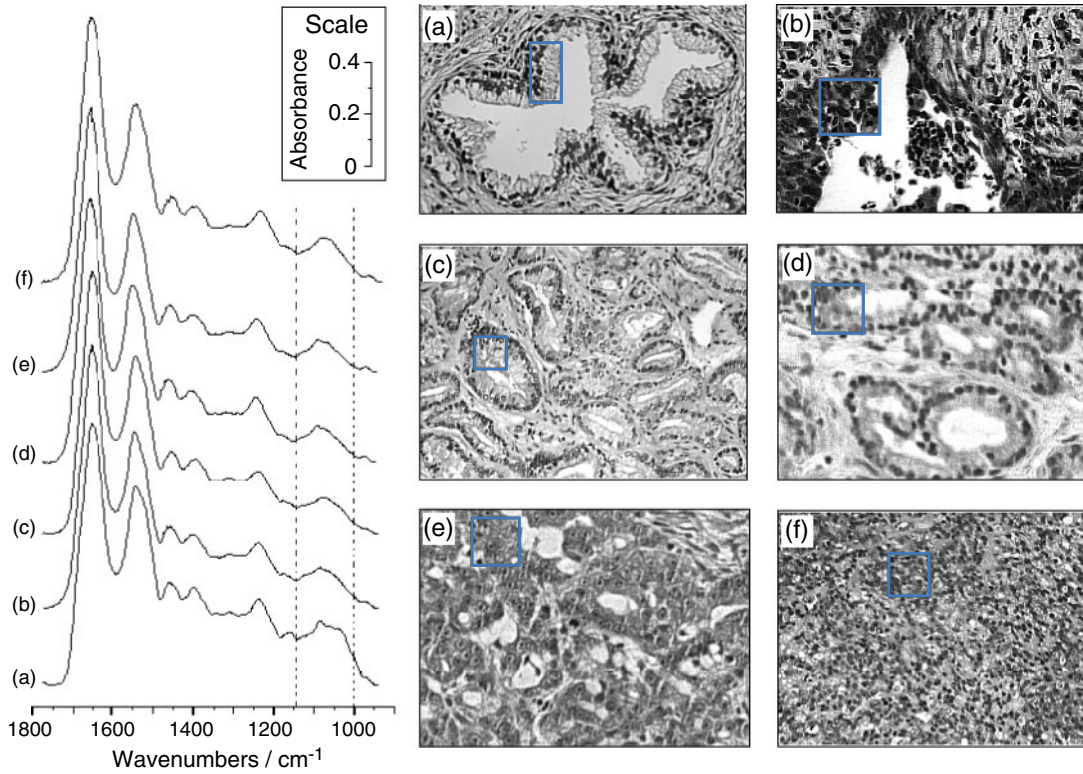 Scale
Absorbance
0.4
0.2
0
(f)
(e)
(d)
(c)
(b)
(a)
1800 1600 1400 1200 1000
Wavenumbers / cm-1
(a)
(b)
(c)
(d)
(e)
(f)